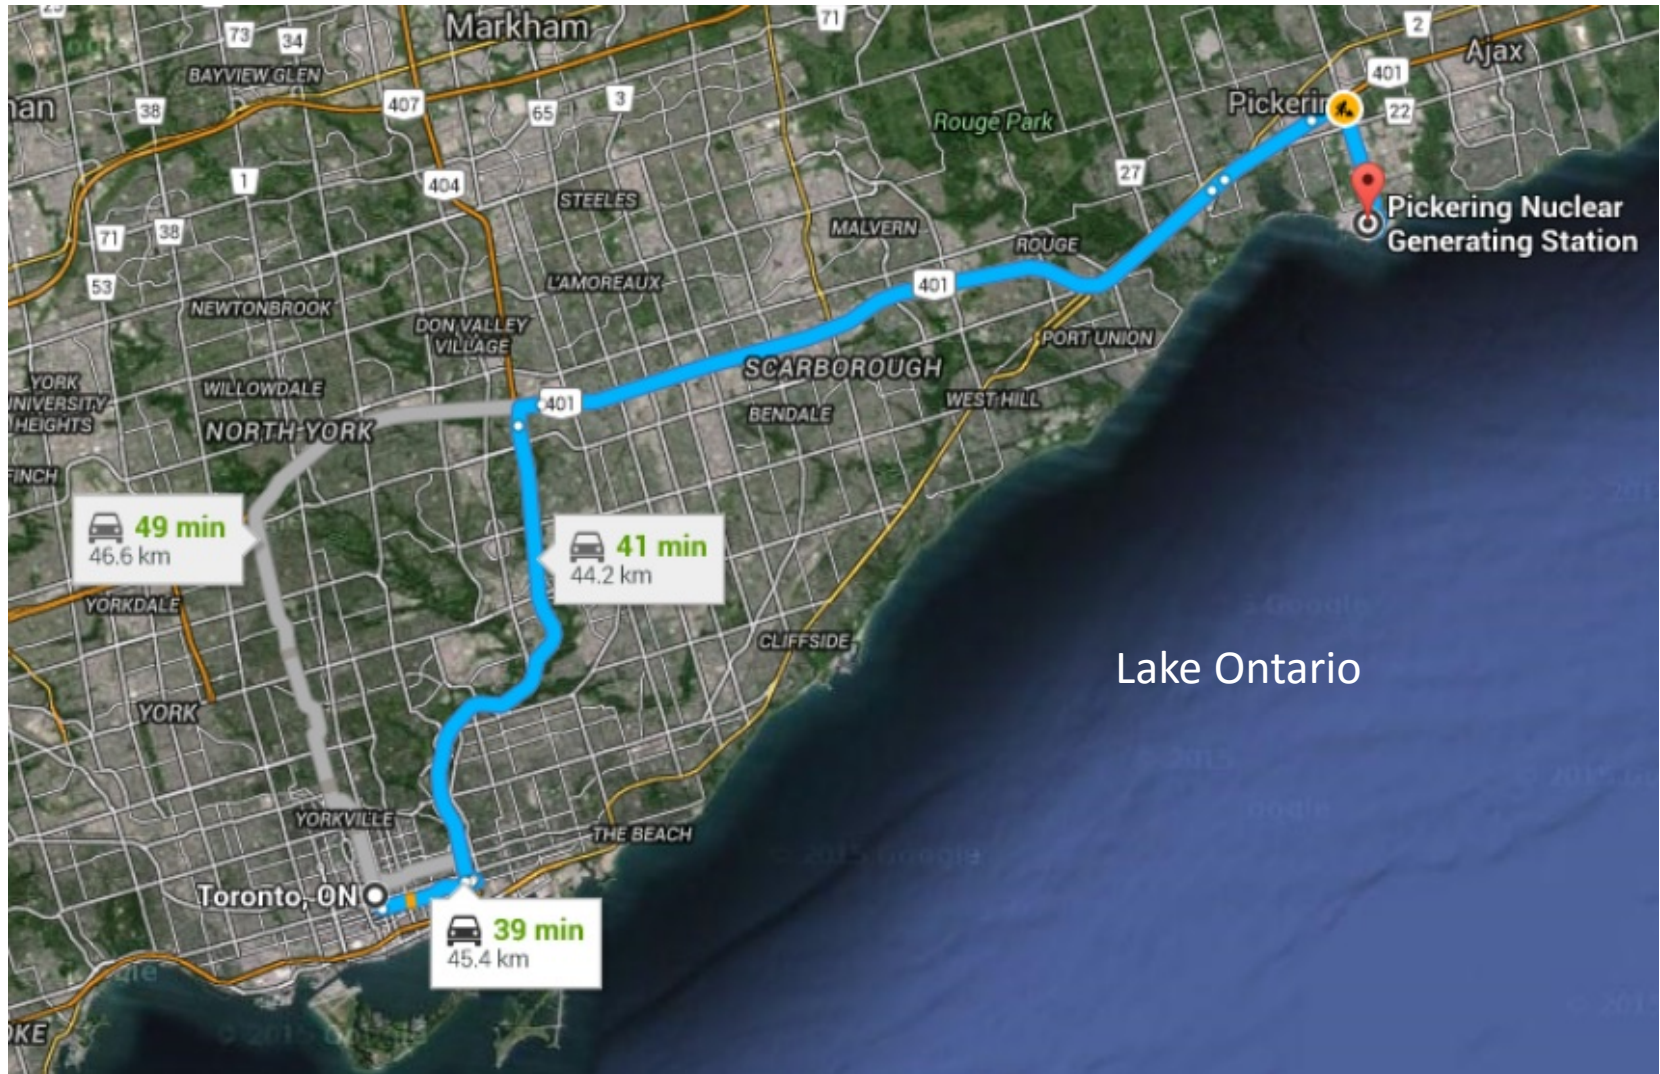 73
34
71
2
Markham
Ajax
BAYVIEW GLEN
401
38
407
65
3
Pickerin
22
Rouge Park
27
1
404
STEELES
71
38
MALVERN
ROUGE
Pickering Nuclear
Generating Station
53
NEWTONBROOK
L'AMOREAUX
401
DON VALLEY
VILLAGE
PORT UNION
YORK
UNIVERSITY
HEIGHTS
WILLOWDALE
SCARBOROUGH
401
BENDALE
WEST HILL
NORTH YORK
FINCH
49 min
46.6 km
41 min
44.2 km
YORKDALE
CLIFFSIDE
Lake Ontario
YORK
YORKVILLE
THE BEACH
© 2015 Google
Toronto, ON
39 min
45.4 km